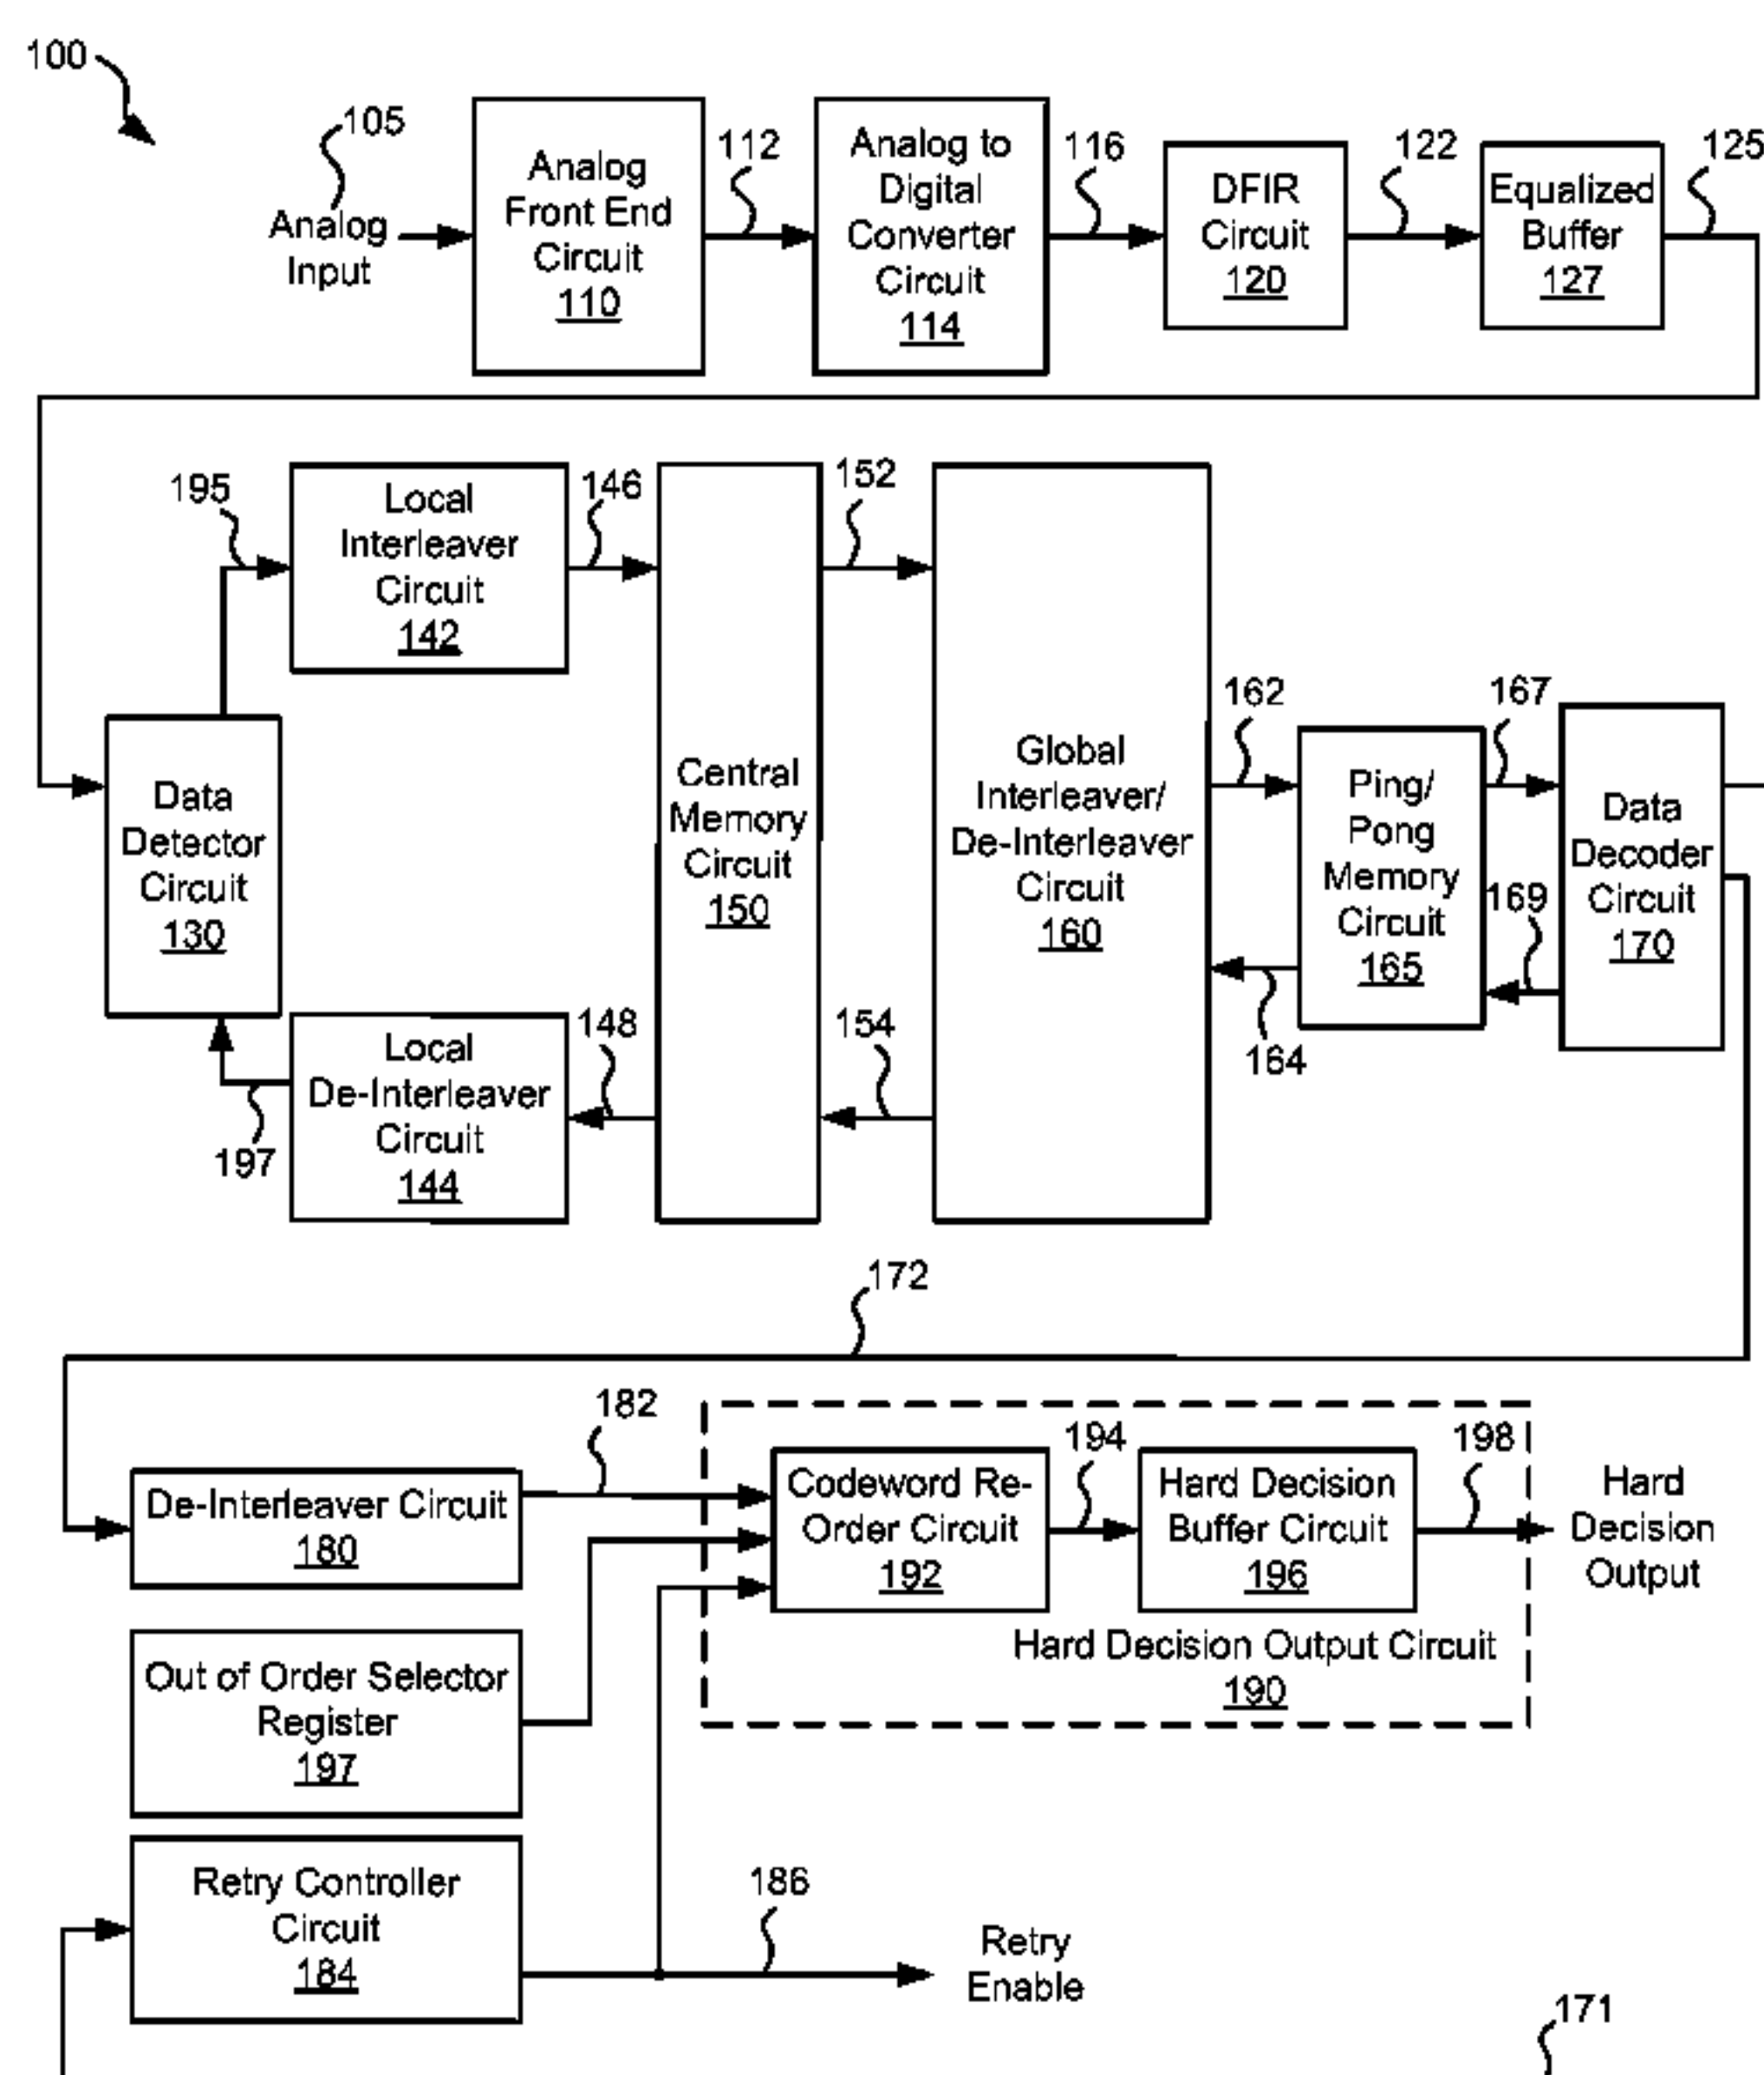 100
105
Analog
Input
Analog
Front End
Circuit
110
112
Analog to
Digital
Converter
Circuit
114
116
DFIR
Circuit
120
122
Equalized
Buffer
127
125
195
Local
Interleaver
Circuit
142
146
152
Data
Detector
Circuit
130
Central
Memory
Circuit
150
Global
Interleaver/
De-Interleaver
Circuit
160
162
Ping/
Pong
Memory
Circuit
165
167
169
164
Data
Decoder
Circuit
170
197
Local
De-Interleaver
Circuit
144
148
154
172
De-Interleaver Circuit
180
182
Codeword Re-
Order Circuit
192
194
Hard Decision
Buffer Circuit
196
198
Hard
Decision
Output
Hard Decision Output Circuit
190
Out of Order Selector
Register
197
Retry Controller
Circuit
184
186
Retry
Enable
171